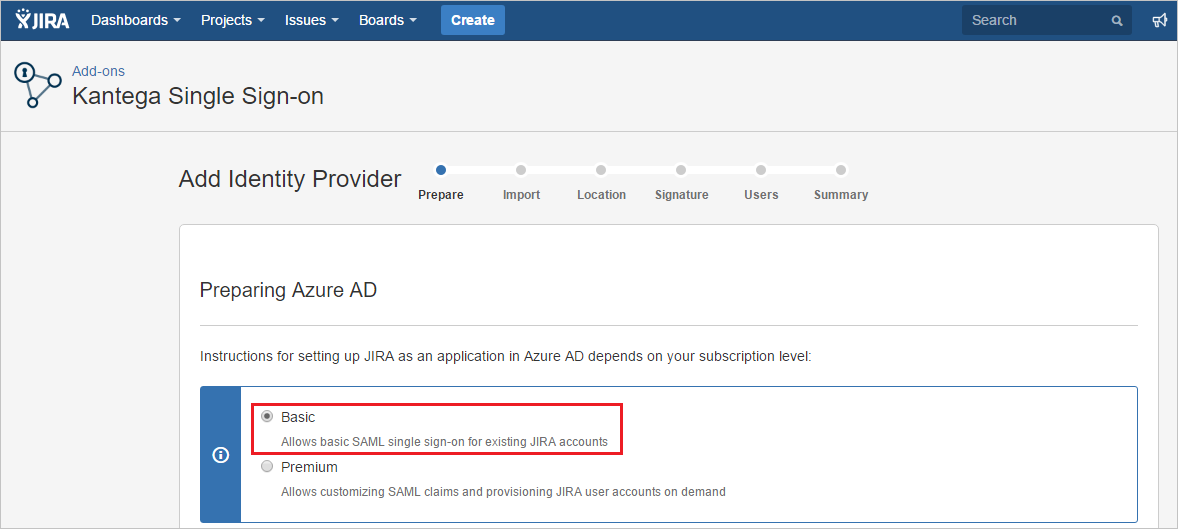 JIRA Dashboards Projects Issues Boards Create Search
Add-ons
Kantega Single Sign-on
Add Identity Provider
Prepare Import Location Signature Users Summary
Preparing Azure AD
Instructions for setting up JIRA as an application in Azure AD depends on your subscription level:
Basic
Allows basic SAML single sign-on for existing JIRA accounts
Premium
Allows customizing SAML claims and provisioning JIRA user accounts on demand